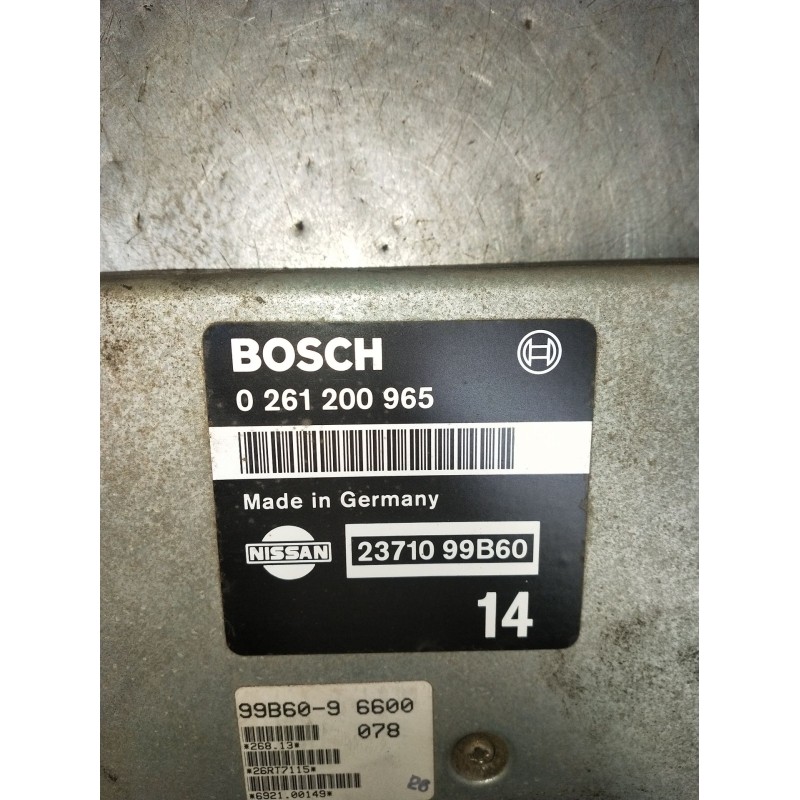 BOSCH
0 261 200 965
Made in Germany
NISSAN 23710 99B60
14
99B60-9 6600
078
*268.13*
*26RT7115*
*6921.00149*